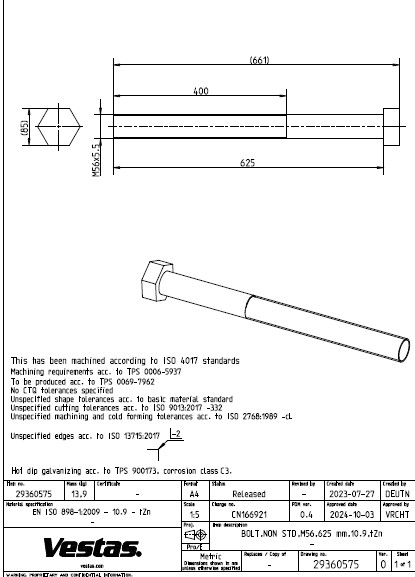 (661)
400
(85)
M56x5.5
625
This has been machined according to ISO 4017 standards
Machining requirements acc. to TPS 0006-5937
To be produced acc. to TPS 0069-7962
No CTQ tolerances specified
Unspecified shape tolerances acc. to basic material standard
Unspecified cutting tolerances acc. to ISO 9013:2017 -332
Unspecified machining and cold forming tolerances acc. to ISO 2768:1989 -cL
Unspecified edges acc. to ISO 13715:2017
-2
Hot dip galvanizing acc. to TPS 900173, corrosion class C3.
Item no. Mass (kg) Certificate Format Status Revised by Created date Created by
29360575 13,9 - A4 Released - 2023-07-27 DEUTN
Material specification Scale Change no. PDM ver. Approved date Approved by
EN ISO 898-1:2009 - 10.9 - tZn 1:5 CN166921 0.4 2024-10-03 VRCHT
-
Proj. Item description
BOLT,NON STD,M56,625 mm,10.9,tZn
-
Proj/E
Vestas.
vestas.com
Metric Replaces / Copy of Drawing no. Ver. Sheet
Dimensions shown in mm
unless otherwise specified - 29360575 0 1 of 1
WARNING: PROPRIETARY AND CONFIDENTIAL INFORMATION.